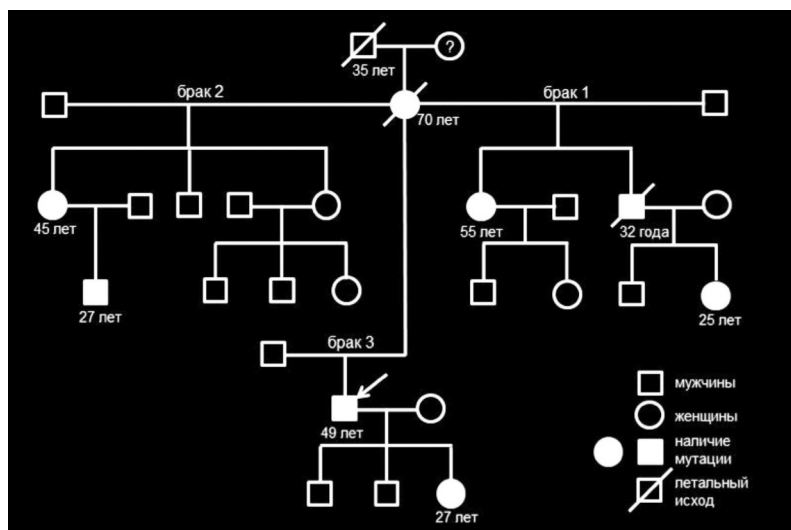 ?
35 лет
брак 2
брак 1
70 лет
45 лет
55 лет
32 года
27 лет
25 лет
брак 3
49 лет
27 лет
мужчины
женщины
наличие
мутации
летальный
исход